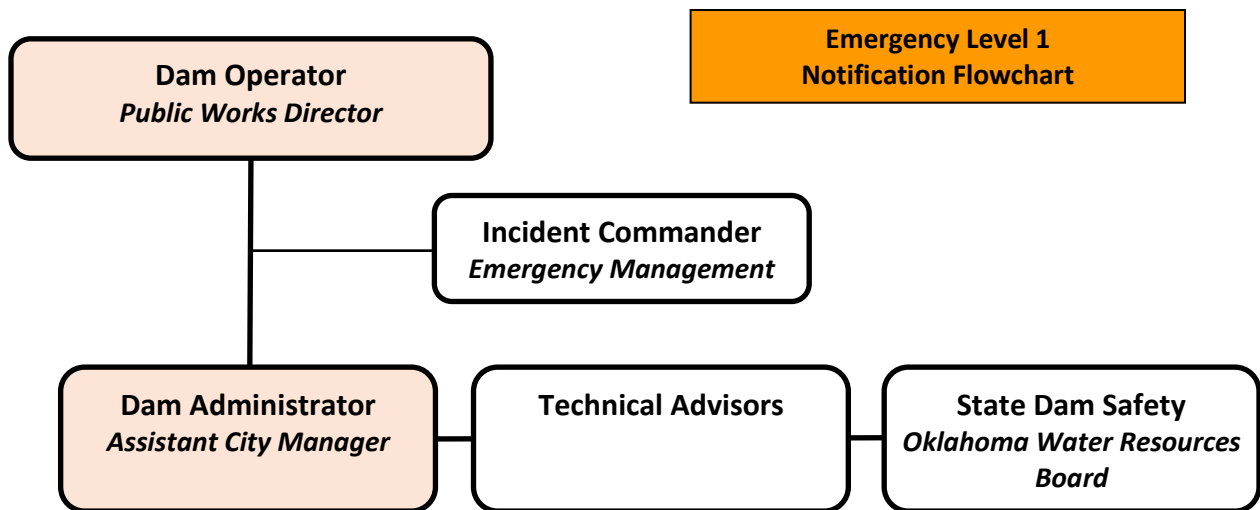 Emergency Level 1
Notification Flowchart
Dam Operator
Public Works Director
Incident Commander
Emergency Management
Dam Administrator
Assistant City Manager
Technical Advisors
State Dam Safety
Oklahoma Water Resources
Board